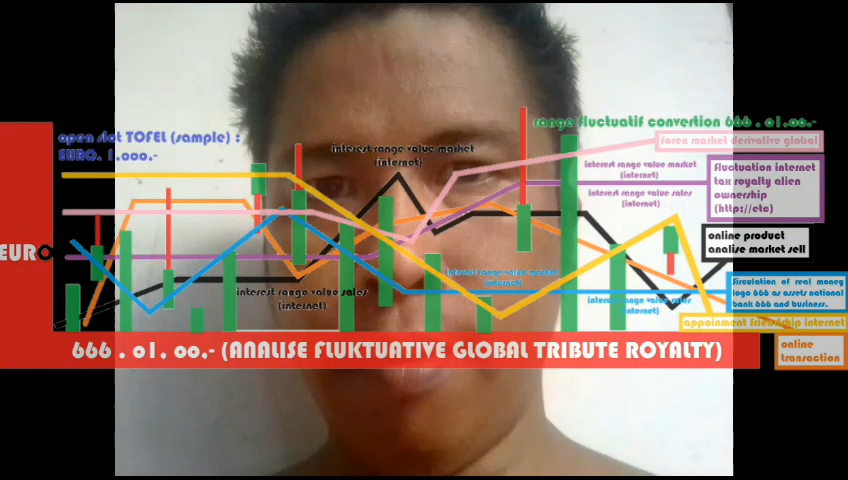 open slot TOFEL (sample) :
EURO. 1.000,-
range fluctuatif convertion 666 . 01,00,-
forex market derivative global
interest range value market
(internet)
interest range value market
(internet)
interest range value sales
(internet)
Fluctuation internet
tax royalty alien
ownership
(http://etc)
online product
analise market sell
EURO
interest range value market
(internet)
interest range value sales
(internet)
interest range value sales
(internet)
Sirculation of real money
logo 666 as assets national
bank 666 and business.
appoinment friendship internet
666 . 01, 00,- (ANALISE FLUKTUATIVE GLOBAL TRIBUTE ROYALTY)
online
transaction